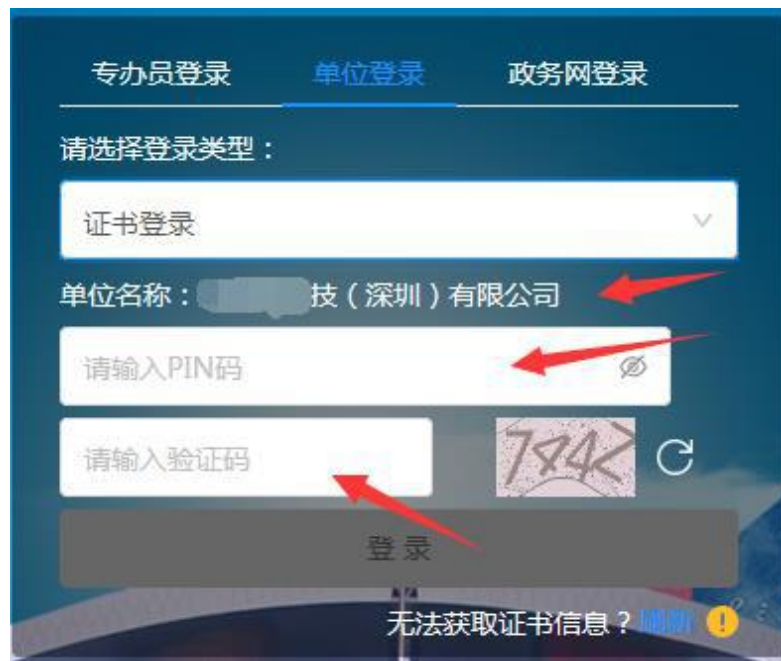 专办员登录 单位登录 政务网登录
请选择登录类型：
证书登录
单位名称： 技（深圳）有限公司
请输入PIN码
请输入验证码 7842
登录
无法获取证书信息？刷新